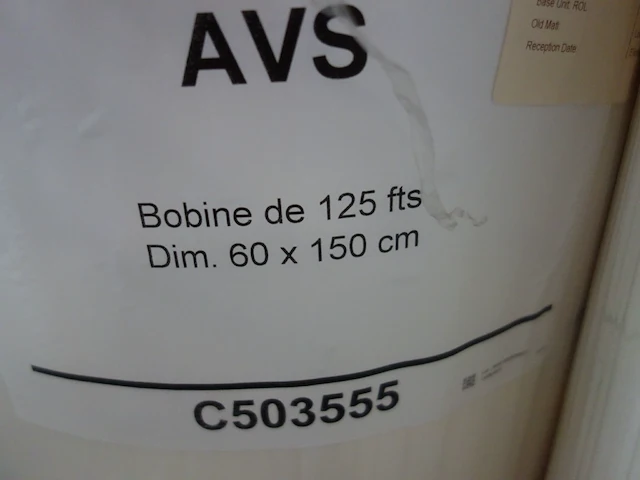 AVS
Base Unit: ROL
Old Matl
Reception Date
Bobine de 125 fts
Dim. 60 x 150 cm
C503555